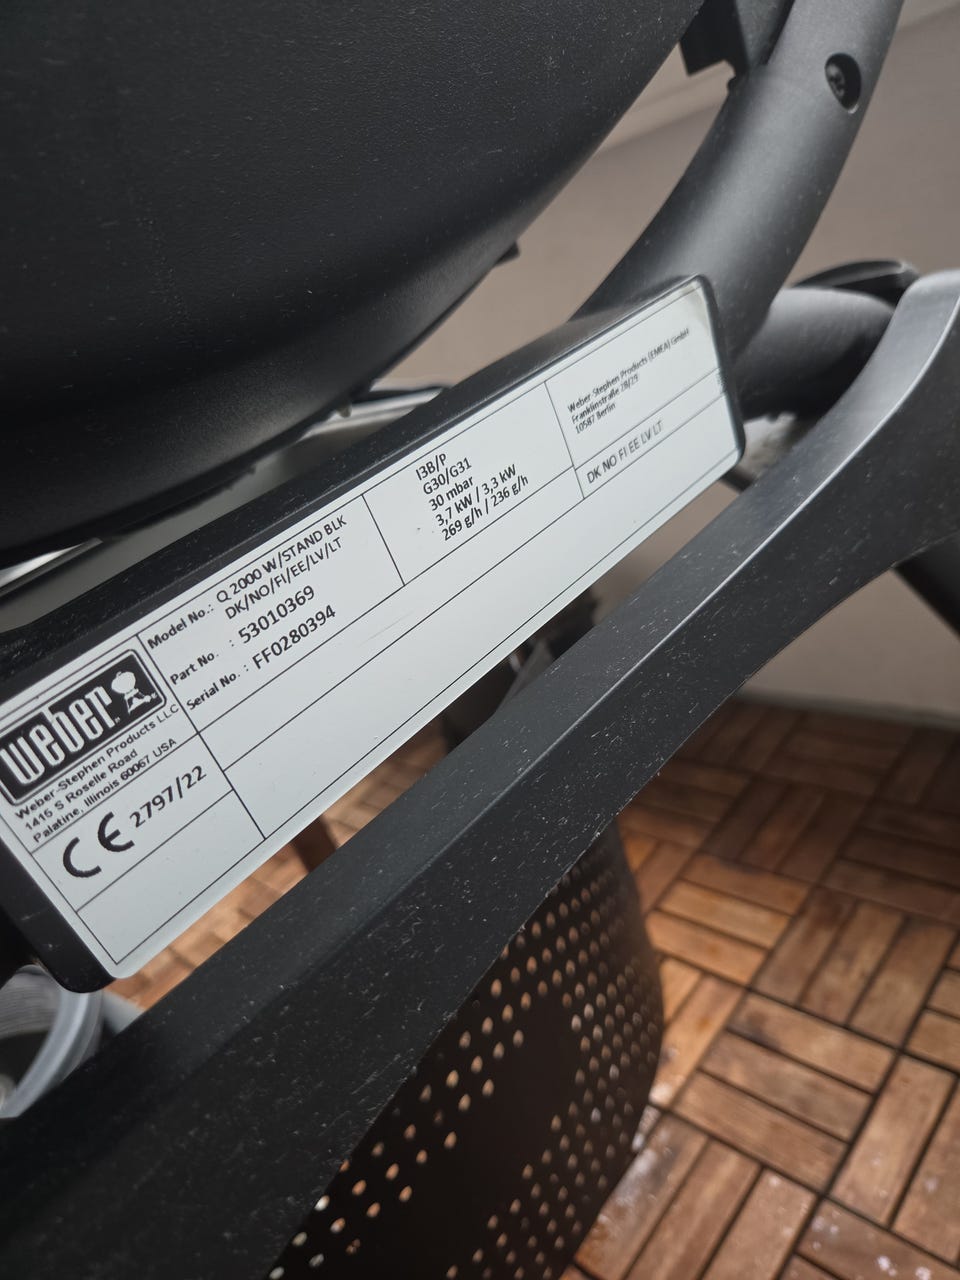 weber
Weber-Stephen Products LLC
1415 S Roselle Road
Palatine, Illinois 60067 USA
CE 2797/22
Model No.: Q 2000 W/STAND BLK
DK/NO/FI/EE/LV/LT
Part No. : 53010369
Serial No. : FF0280394
I3B/P
G30/G31
30 mbar
3,7 kW / 3,3 kW
269 g/h / 236 g/h
Weber-Stephen Products (EMEA) GmbH
Franklinstraße 28/29
10587 Berlin
DK NO FI EE LV LT